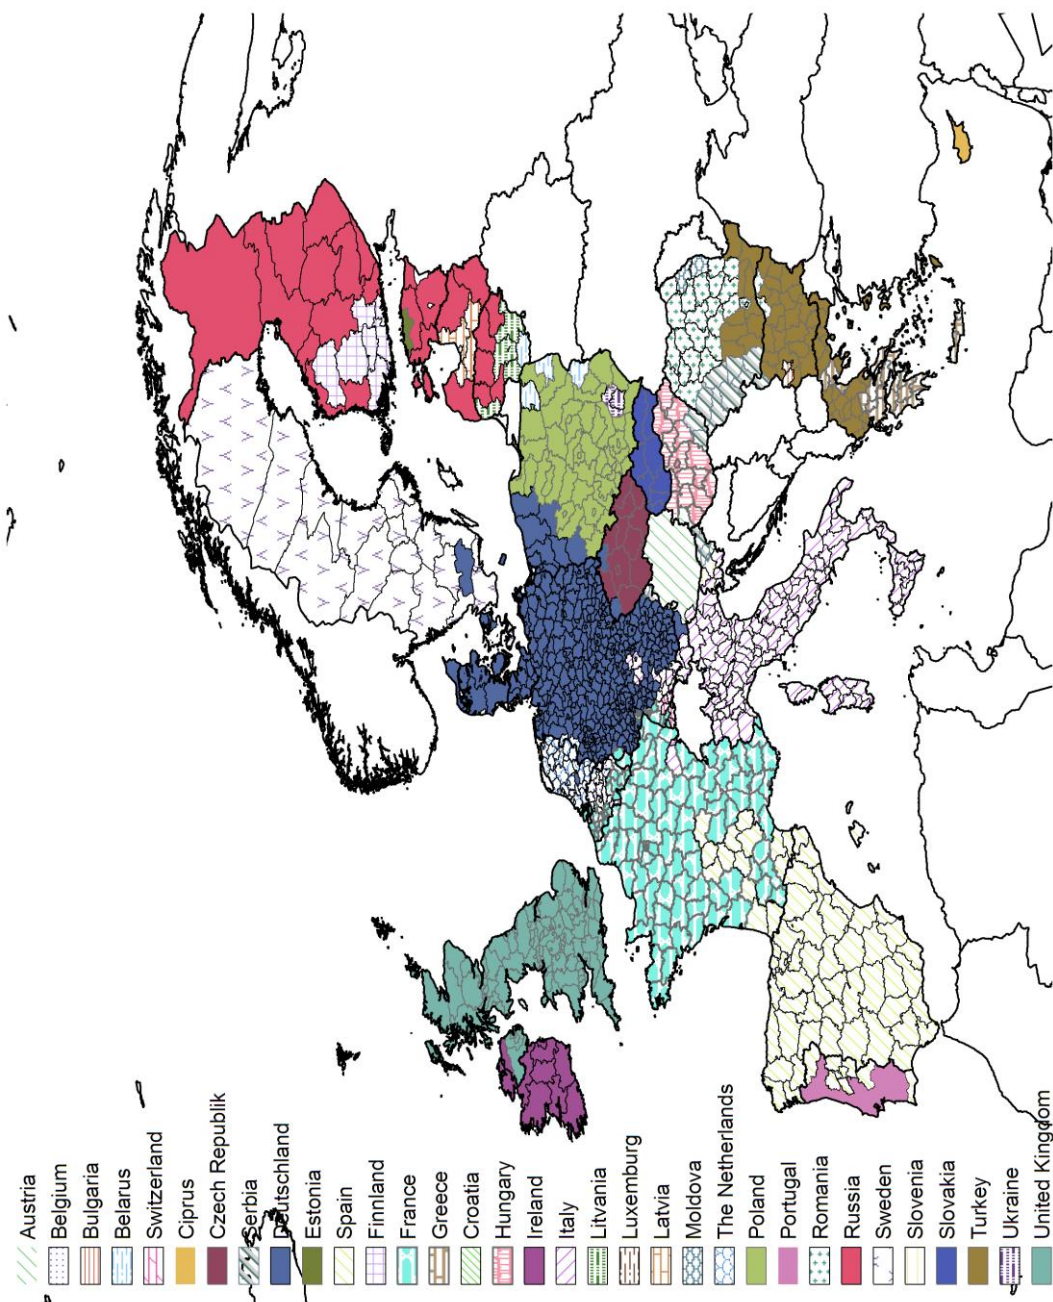 Austria
Belgium
Bulgaria
Belarus
Switzerland
Ciprus
Czech Republik
Serbia
Deutschland
Estonia
Spain
Finnland
France
Greece
Croatia
Hungary
Ireland
Italy
Litvania
Luxemburg
Latvia
Moldova
The Netherlands
Poland
Portugal
Romania
Russia
Sweden
Slovenia
Slovakia
Turkey
Ukraine
United Kingdom